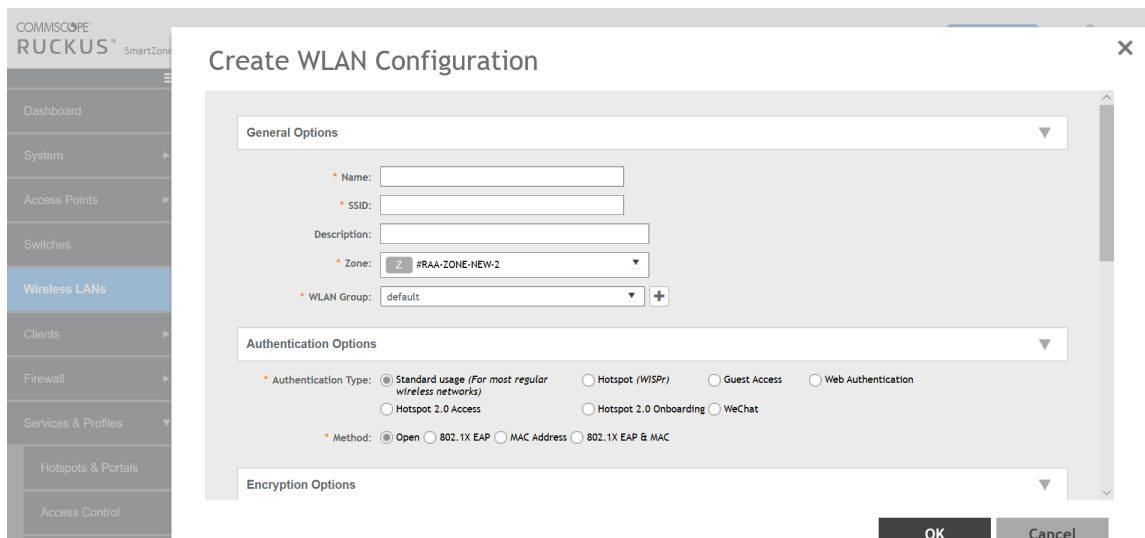 COMMSCOPE
RUCKUS® SmartZone
Create WLAN Configuration
Dashboard
System
Access Points
Switches
Wireless LANs
Clients
Firewall
Services & Profiles
Hotspots & Portals
Access Control
General Options
* Name:
* SSID:
Description:
* Zone: Z #RAA-ZONE-NEW-2
* WLAN Group: default
Authentication Options
* Authentication Type: Standard usage (For most regular wireless networks) Hotspot (WISPr) Guest Access Web Authentication
Hotspot 2.0 Access Hotspot 2.0 Onboarding WeChat
* Method: Open 802.1X EAP MAC Address 802.1X EAP & MAC
Encryption Options
OK Cancel